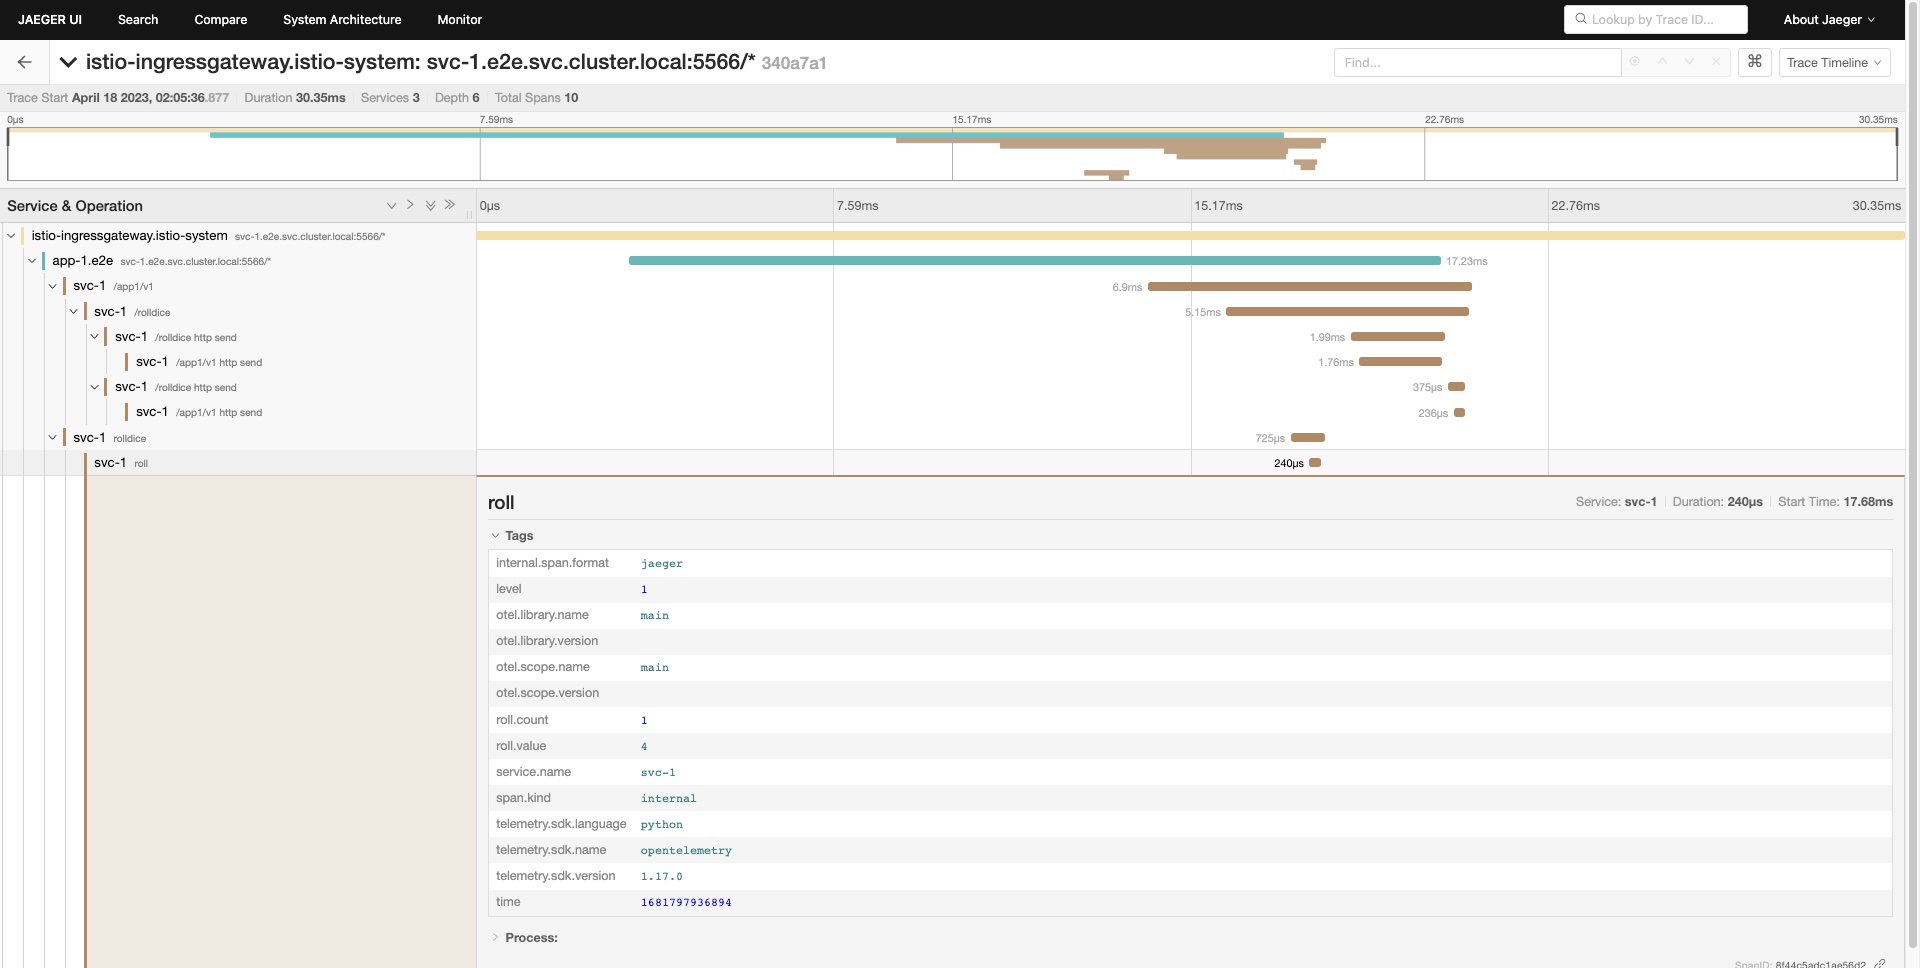 JAEGER UI Search Compare System Architecture Monitor Lookup by Trace ID... About Jaeger
istio-ingressgateway.istio-system: svc-1.e2e.svc.cluster.local:5566/* 340a7a1 Find... ⌘ Trace Timeline
Trace Start April 18 2023, 02:05:36.877 Duration 30.35ms Services 3 Depth 6 Total Spans 10
0μs 7.59ms 15.17ms 22.76ms 30.35ms
Service & Operation 0μs 7.59ms 15.17ms 22.76ms 30.35ms
istio-ingressgateway.istio-system svc-1.e2e.svc.cluster.local:5566/*
app-1.e2e svc-1.e2e.svc.cluster.local:5566/* 17.23ms
svc-1 /app1/v1 6.9ms
svc-1 /rolldice 5.15ms
svc-1 /rolldice http send 1.99ms
svc-1 /app1/v1 http send 1.76ms
svc-1 /rolldice http send 375μs
svc-1 /app1/v1 http send 236μs
svc-1 rolldice 725μs
svc-1 roll 240μs
roll Service: svc-1 Duration: 240μs Start Time: 17.68ms
Tags
internal.span.format jaeger
level 1
otel.library.name main
otel.library.version
otel.scope.name main
otel.scope.version
roll.count 1
roll.value 4
service.name svc-1
span.kind internal
telemetry.sdk.language python
telemetry.sdk.name opentelemetry
telemetry.sdk.version 1.17.0
time 1681797936894
Process:
SpanID: 8f44c5adc1ae56d2